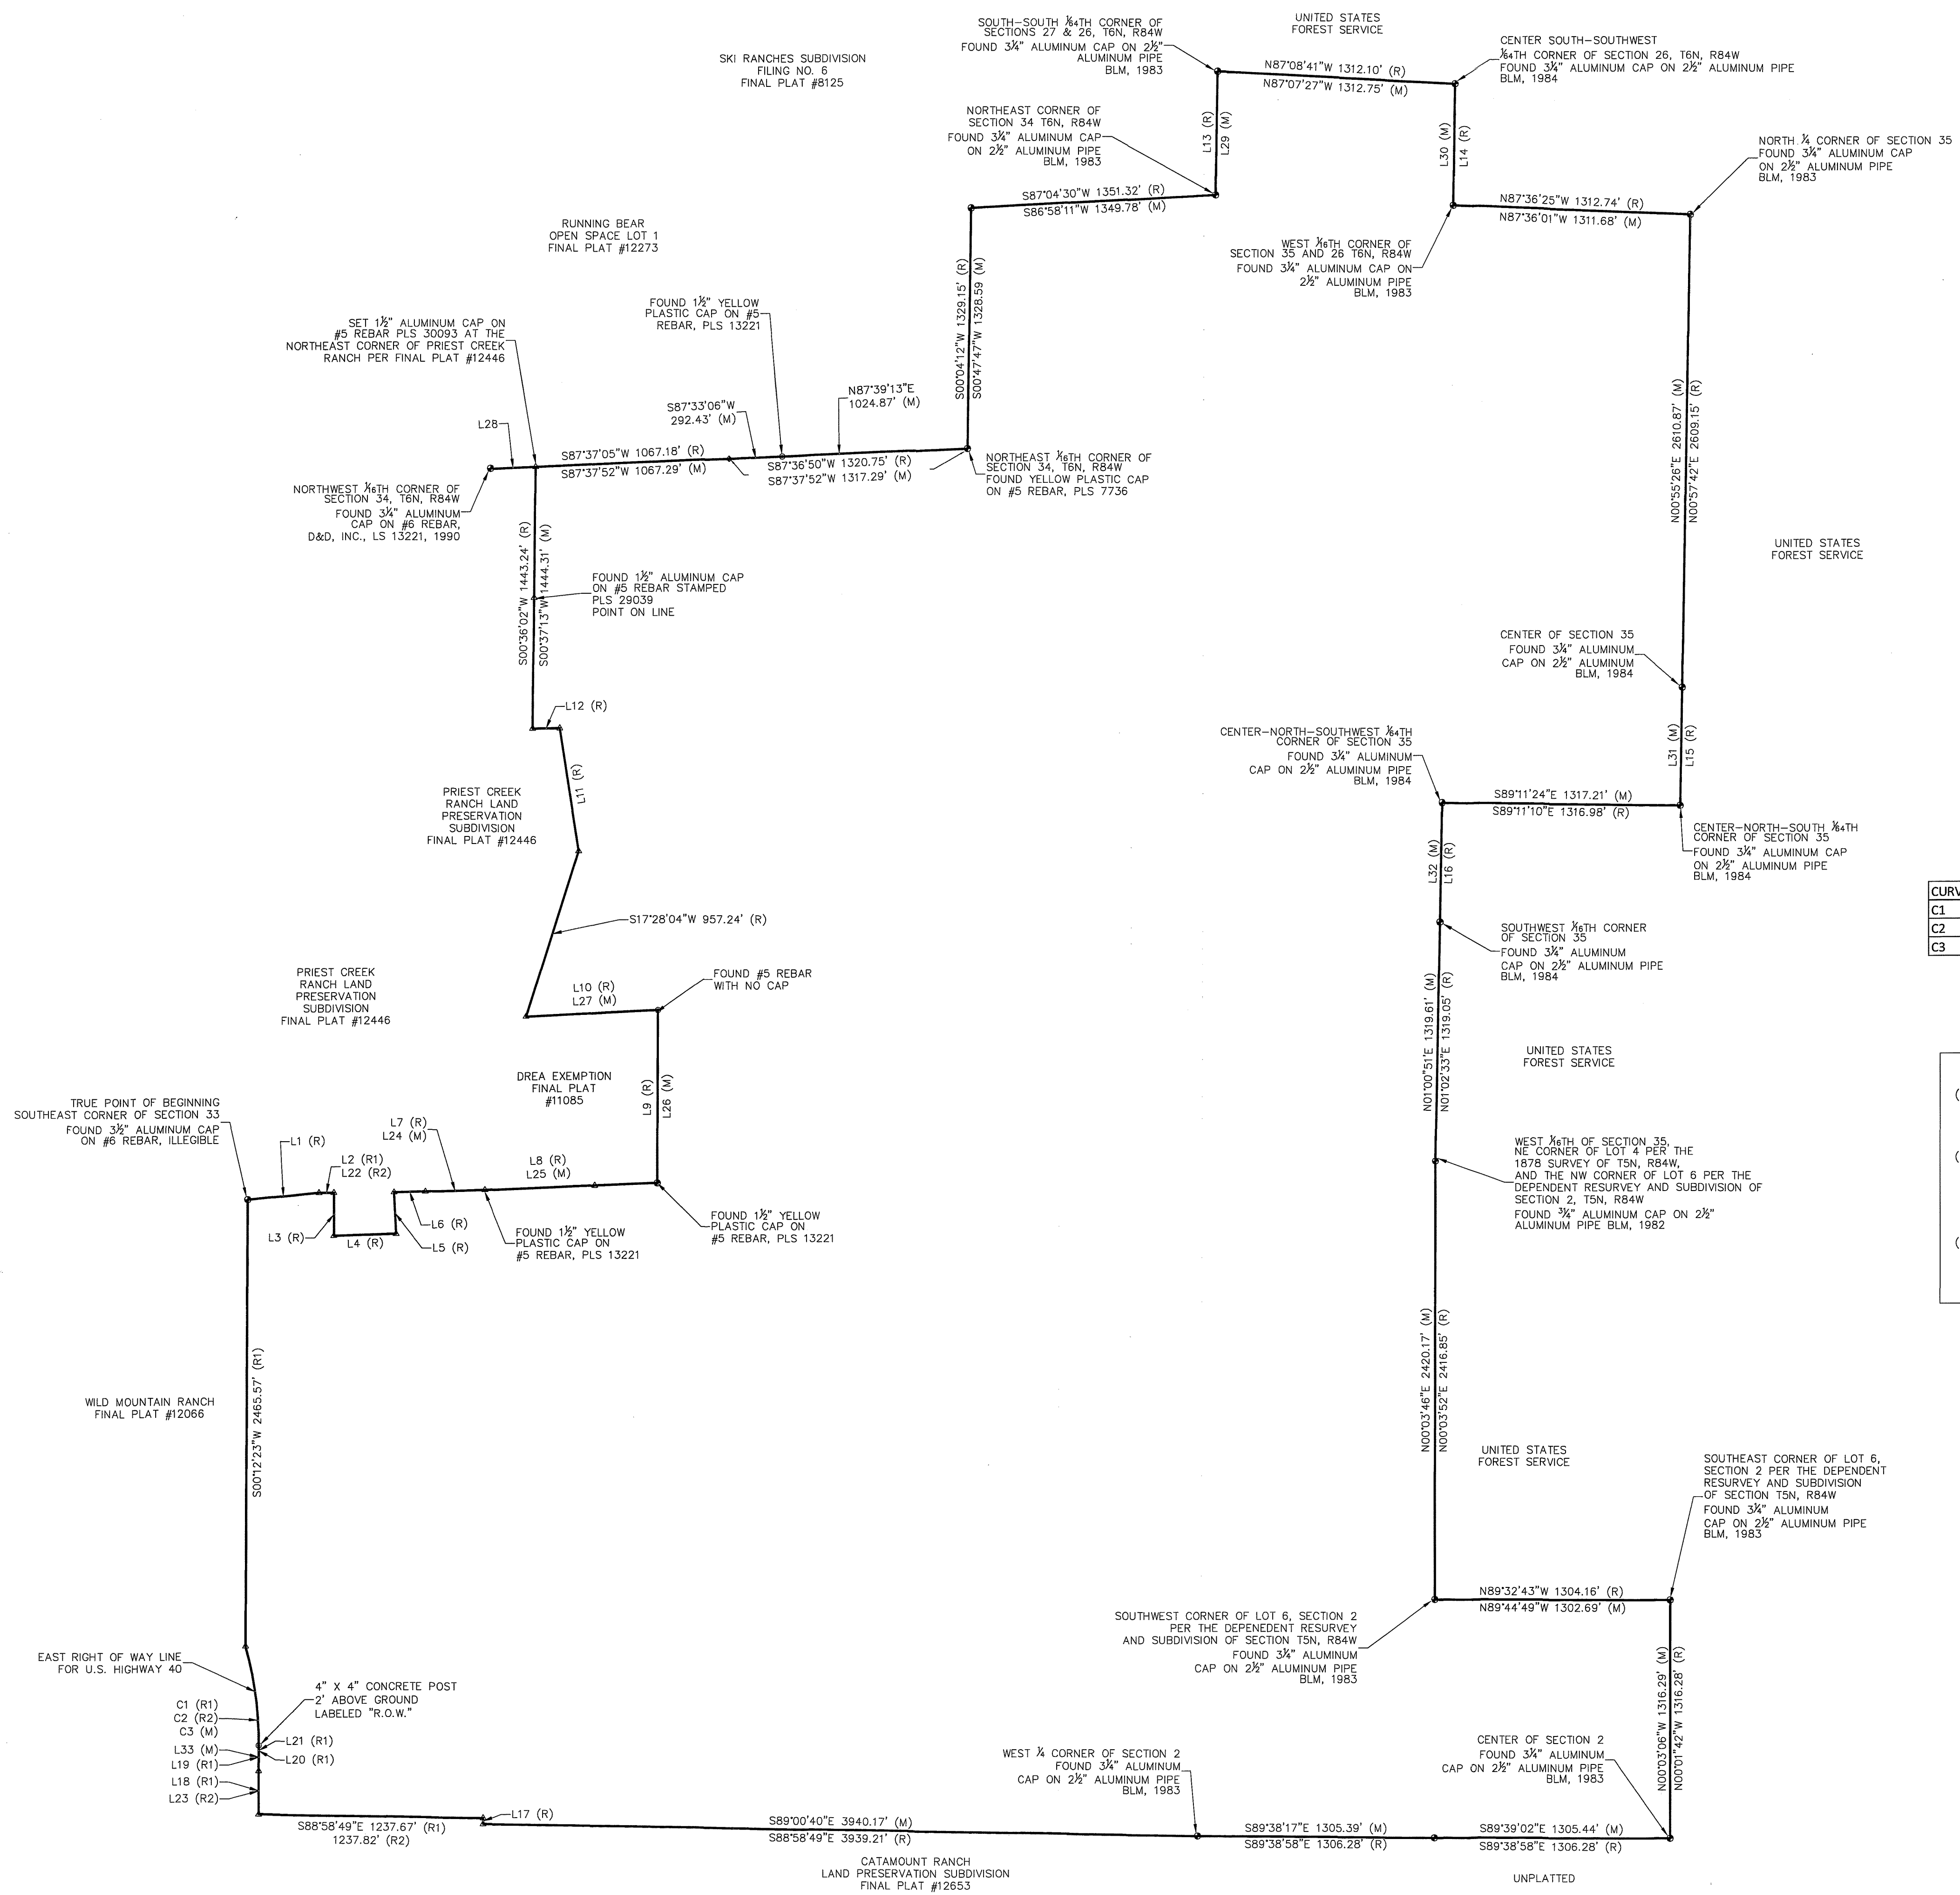 UNITED STATES
FOREST SERVICE
SOUTH-SOUTH 1/64TH CORNER OF
SECTIONS 27 & 26, T6N, R84W
FOUND 3¼" ALUMINUM CAP ON 2½"
ALUMINUM PIPE
BLM, 1983
CENTER SOUTH-SOUTHWEST
1/64TH CORNER OF SECTION 26, T6N, R84W
FOUND 3¼" ALUMINUM CAP ON 2½" ALUMINUM PIPE
BLM, 1984
SKI RANCHES SUBDIVISION
FILING NO. 6
FINAL PLAT #8125
N87°08'41"W 1312.10' (R)
N87°07'27"W 1312.75' (M)
NORTHEAST CORNER OF
SECTION 34 T6N, R84W
FOUND 3¼" ALUMINUM CAP
ON 2½" ALUMINUM PIPE
BLM, 1983
L13 (R)
L29 (M)
L30 (M)
L14 (R)
NORTH ¼ CORNER OF SECTION 35
FOUND 3¼" ALUMINUM CAP
ON 2½" ALUMINUM PIPE
BLM, 1983
S87°04'30"W 1351.32' (R)
S86°58'11"W 1349.78' (M)
N87°36'25"W 1312.74' (R)
N87°36'01"W 1311.68' (M)
RUNNING BEAR
OPEN SPACE LOT 1
FINAL PLAT #12273
WEST 1/16TH CORNER OF
SECTION 35 AND 26 T6N, R84W
FOUND 3¼" ALUMINUM CAP ON
2½" ALUMINUM PIPE
BLM, 1983
S00°04'12"W 1329.15' (R)
S00°47'47"W 1328.59 (M)
FOUND 1½" YELLOW
PLASTIC CAP ON #5
REBAR, PLS 13221
SET 1½" ALUMINUM CAP ON
#5 REBAR PLS 30093 AT THE
NORTHEAST CORNER OF PRIEST CREEK
RANCH PER FINAL PLAT #12446
N87°39'13"E
1024.87' (M)
S87°33'06"W
292.43' (M)
L28
S87°37'05"W 1067.18' (R)
S87°37'52"W 1067.29' (M)
S87°36'50"W 1320.75' (R)
S87°37'52"W 1317.29' (M)
NORTHEAST 1/16TH CORNER OF
SECTION 34, T6N, R84W
FOUND YELLOW PLASTIC CAP
ON #5 REBAR, PLS 7736
NORTHWEST 1/16TH CORNER OF
SECTION 34, T6N, R84W
FOUND 3¼" ALUMINUM
CAP ON #6 REBAR,
D&D, INC., LS 13221, 1990
N00°55'26"E 2610.87' (M)
N00°57'42"E 2609.15' (R)
UNITED STATES
FOREST SERVICE
S00°36'02"W 1443.24' (R)
S00°37'13"W 1444.31' (M)
FOUND 1½" ALUMINUM CAP
ON #5 REBAR STAMPED
PLS 29039
POINT ON LINE
CENTER OF SECTION 35
FOUND 3¼" ALUMINUM
CAP ON 2½" ALUMINUM
BLM, 1984
L12 (R)
L31 (M)
L15 (R)
CENTER-NORTH-SOUTHWEST 1/64TH
CORNER OF SECTION 35
FOUND 3¼" ALUMINUM
CAP ON 2½" ALUMINUM PIPE
BLM, 1984
L11 (R)
PRIEST CREEK
RANCH LAND
PRESERVATION
SUBDIVISION
FINAL PLAT #12446
S89°11'24"E 1317.21' (M)
S89°11'10"E 1316.98' (R)
CENTER-NORTH-SOUTH 1/64TH
CORNER OF SECTION 35
FOUND 3¼" ALUMINUM CAP
ON 2½" ALUMINUM PIPE
BLM, 1984
L32 (M)
L16 (R)
CURV
C1
C2
C3
S17°28'04"W 957.24' (R)
SOUTHWEST 1/16TH CORNER
OF SECTION 35
FOUND 3¼" ALUMINUM
CAP ON 2½" ALUMINUM PIPE
BLM, 1984
PRIEST CREEK
RANCH LAND
PRESERVATION
SUBDIVISION
FINAL PLAT #12446
FOUND #5 REBAR
WITH NO CAP
L10 (R)
L27 (M)
N01°00'51"E 1319.61' (M)
N01°02'33"E 1319.05' (R)
UNITED STATES
FOREST SERVICE
DREA EXEMPTION
FINAL PLAT
#11085
L9 (R)
L26 (M)
(
(
(
TRUE POINT OF BEGINNING
SOUTHEAST CORNER OF SECTION 33
FOUND 3½" ALUMINUM CAP
ON #6 REBAR, ILLEGIBLE
L1 (R)
L2 (R1)
L22 (R2)
L7 (R)
L24 (M)
L8 (R)
L25 (M)
WEST 1/16TH OF SECTION 35,
NE CORNER OF LOT 4 PER THE
1878 SURVEY OF T5N, R84W,
AND THE NW CORNER OF LOT 6 PER THE
DEPENDENT RESURVEY AND SUBDIVISION OF
SECTION 2, T5N, R84W
FOUND ¾" ALUMINUM CAP ON 2½"
ALUMINUM PIPE BLM, 1982
L3 (R)
L4 (R)
L6 (R)
L5 (R)
FOUND 1½" YELLOW
PLASTIC CAP ON
#5 REBAR, PLS 13221
FOUND 1½" YELLOW
PLASTIC CAP ON
#5 REBAR, PLS 13221
S00°12'23"W 2465.57' (R1)
WILD MOUNTAIN RANCH
FINAL PLAT #12066
N00°03'46"E 2420.17' (M)
N00°03'52"E 2416.85' (R)
UNITED STATES
FOREST SERVICE
SOUTHEAST CORNER OF LOT 6,
SECTION 2 PER THE DEPENDENT
RESURVEY AND SUBDIVISION
OF SECTION T5N, R84W
FOUND 3¼" ALUMINUM
CAP ON 2½" ALUMINUM PIPE
BLM, 1983
N89°32'43"W 1304.16' (R)
N89°44'49"W 1302.69' (M)
SOUTHWEST CORNER OF LOT 6, SECTION 2
PER THE DEPENEDENT RESURVEY
AND SUBDIVISION OF SECTION T5N, R84W
FOUND 3¼" ALUMINUM
CAP ON 2½" ALUMINUM PIPE
BLM, 1983
EAST RIGHT OF WAY LINE
FOR U.S. HIGHWAY 40
4" X 4" CONCRETE POST
2' ABOVE GROUND
LABELED "R.O.W."
C1 (R1)
C2 (R2)
C3 (M)
L33 (M)
L19 (R1)
L21 (R1)
L20 (R1)
L18 (R1)
L23 (R2)
N00°03'06"W 1316.29' (M)
N00°01'42"W 1316.28' (R)
WEST ¼ CORNER OF SECTION 2
FOUND 3¼" ALUMINUM
CAP ON 2½" ALUMINUM PIPE
BLM, 1983
CENTER OF SECTION 2
FOUND 3¼" ALUMINUM
CAP ON 2½" ALUMINUM PIPE
BLM, 1983
L17 (R)
S88°58'49"E 1237.67' (R1)
1237.82' (R2)
S89°00'40"E 3940.17' (M)
S88°58'49"E 3939.21' (R)
S89°38'17"E 1305.39' (M)
S89°38'58"E 1306.28' (R)
S89°39'02"E 1305.44' (M)
S89°38'58"E 1306.28' (R)
CATAMOUNT RANCH
LAND PRESERVATION SUBDIVISION
FINAL PLAT #12653
UNPLATTED